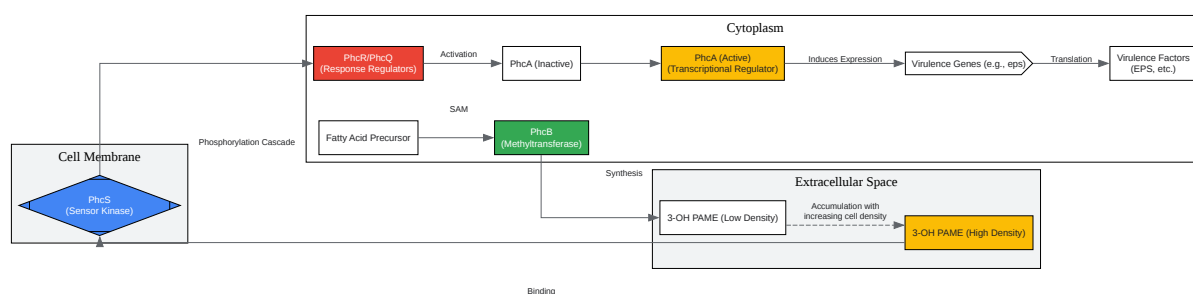 Cytoplasm
PhcR/PhcQ
(Response Regulators)
Activation
PhcA (Inactive)
PhcA (Active)
(Transcriptional Regulator)
Induces Expression
Virulence Genes (e.g., eps)
Translation
Virulence Factors
(EPS, etc.)
Fatty Acid Precursor
SAM
PhcB
(Methyltransferase)
Phosphorylation Cascade
Cell Membrane
PhcS
(Sensor Kinase)
Synthesis
Extracellular Space
3-OH PAME (Low Density)
Accumulation with
increasing cell density
3-OH PAME (High Density)
Binding